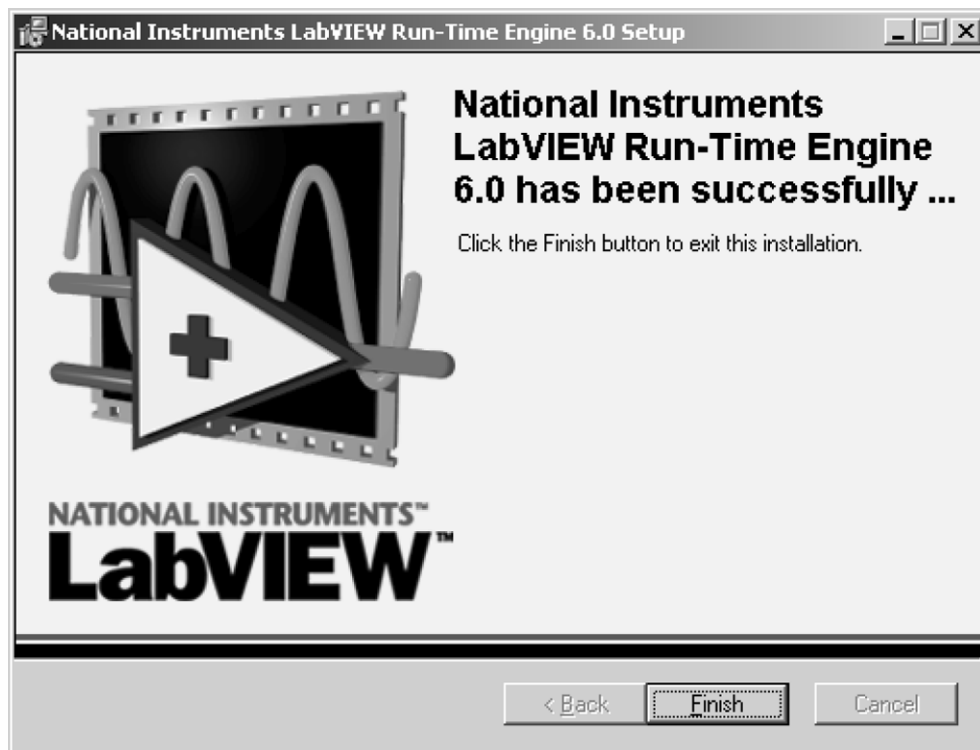 National Instruments LabVIEW Run-Time Engine 6.0 Setup
National Instruments
LabVIEW Run-Time Engine
6.0 has been successfully ...
Click the Finish button to exit this installation.
NATIONAL INSTRUMENTS™
LabVIEW™
< Back
Finish
Cancel